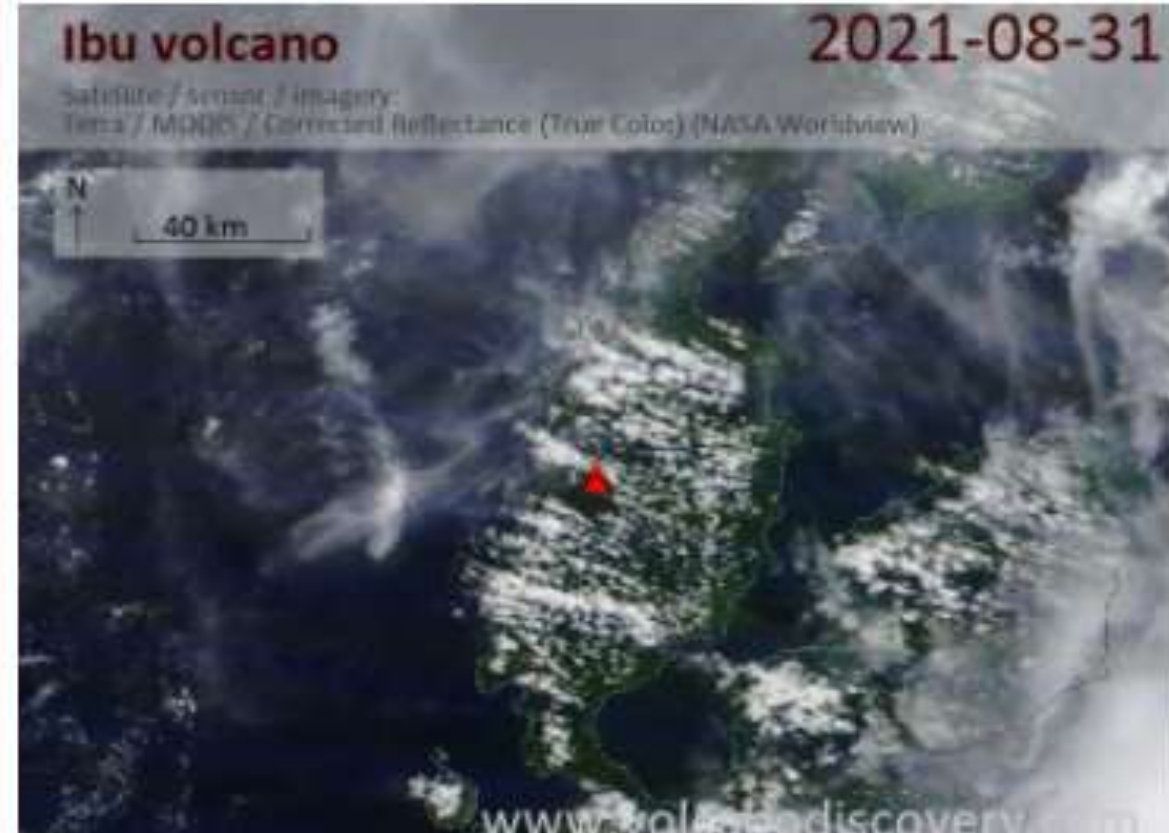 Ibu volcano
2021-08-31
Satellite / sensor / imagery:
Terra / MODIS / Corrected Reflectance (True Color) (NASA Worldview)
N
40 km
www.volcanodiscovery.com